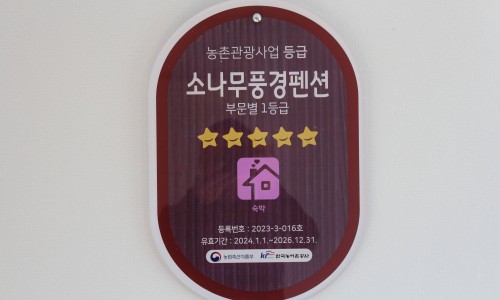 농촌관광사업 등급
소나무풍경펜션
부문별 1등급
숙박
등록번호 : 2023-3-016호
유효기간 : 2024.1.1.~2026.12.31.
농림축산식품부 한국농어촌공사